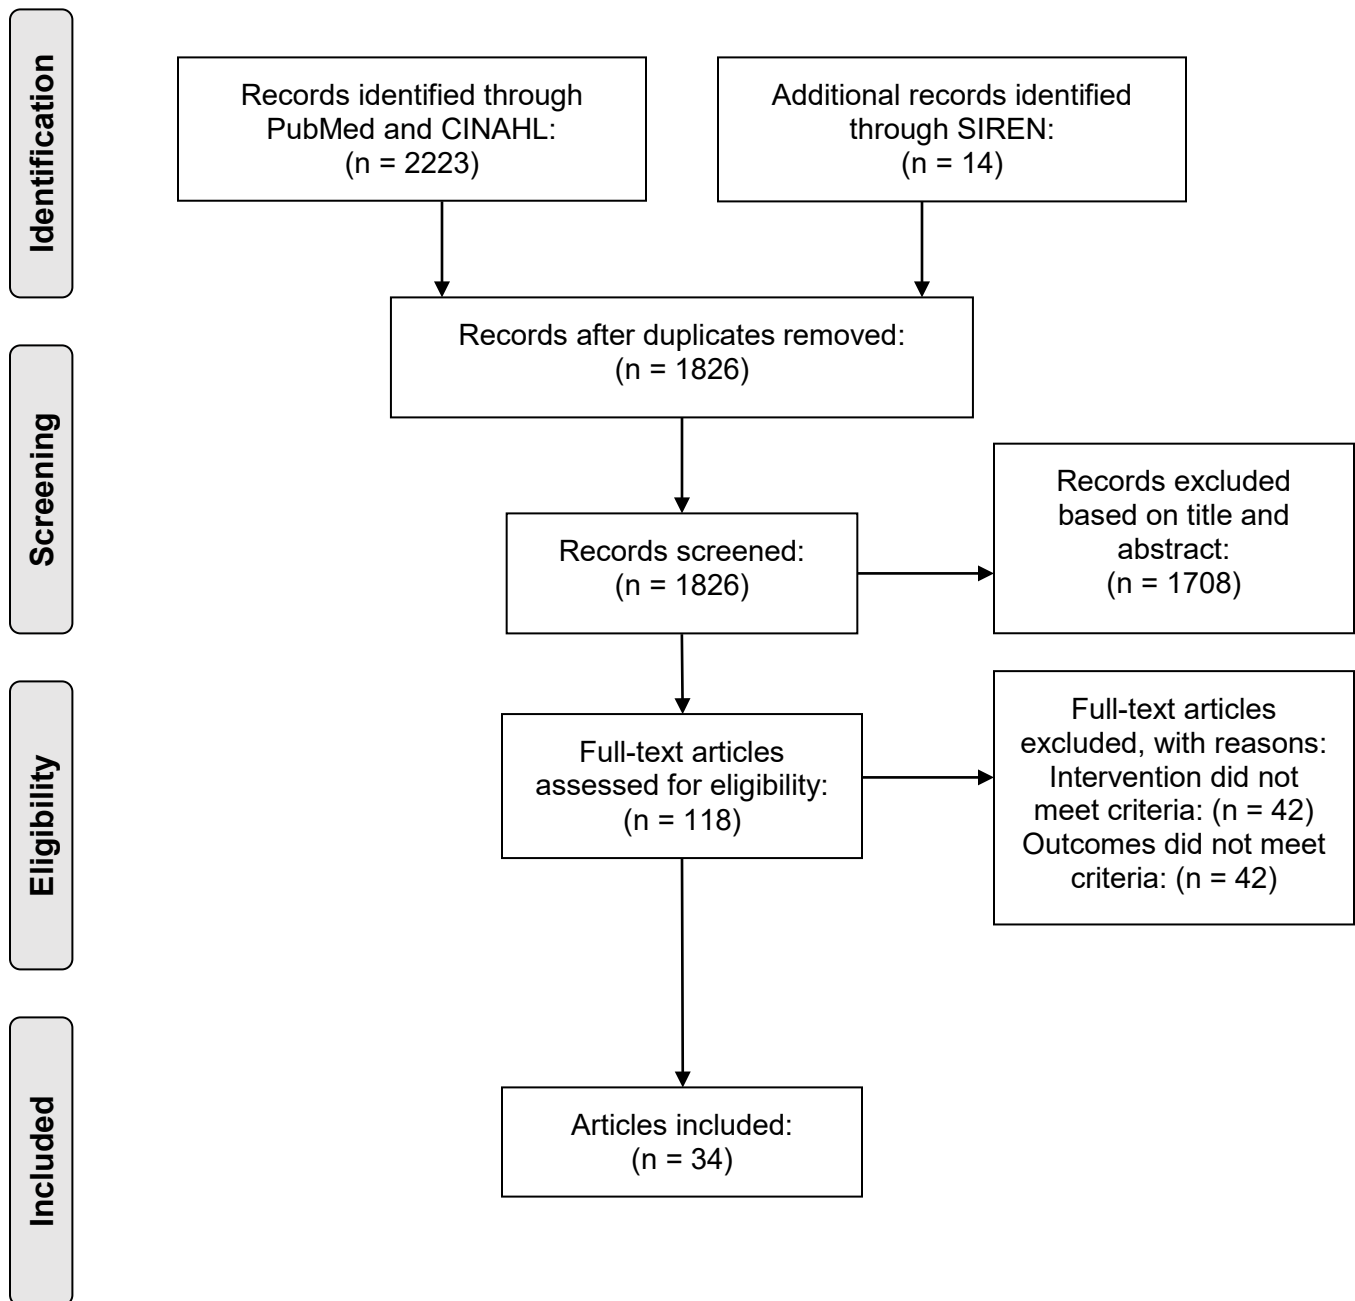 Identification
Records identified through
PubMed and CINAHL:
(n = 2223)
Additional records identified
through SIREN:
(n = 14)
Records after duplicates removed:
(n = 1826)
Screening
Records screened:
(n = 1826)
Records excluded
based on title and
abstract:
(n = 1708)
Eligibility
Full-text articles
assessed for eligibility:
(n = 118)
Full-text articles
excluded, with reasons:
Intervention did not
meet criteria: (n = 42)
Outcomes did not meet
criteria: (n = 42)
Included
Articles included:
(n = 34)